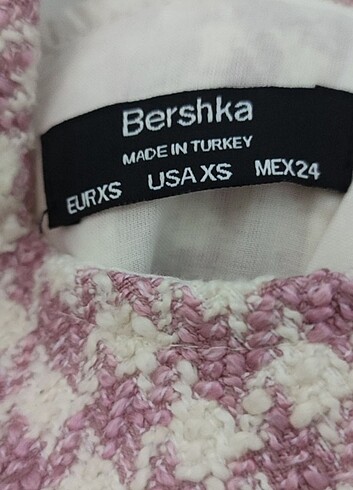 Bershka
MADE IN TURKEY
EURXS USA XS MEX24